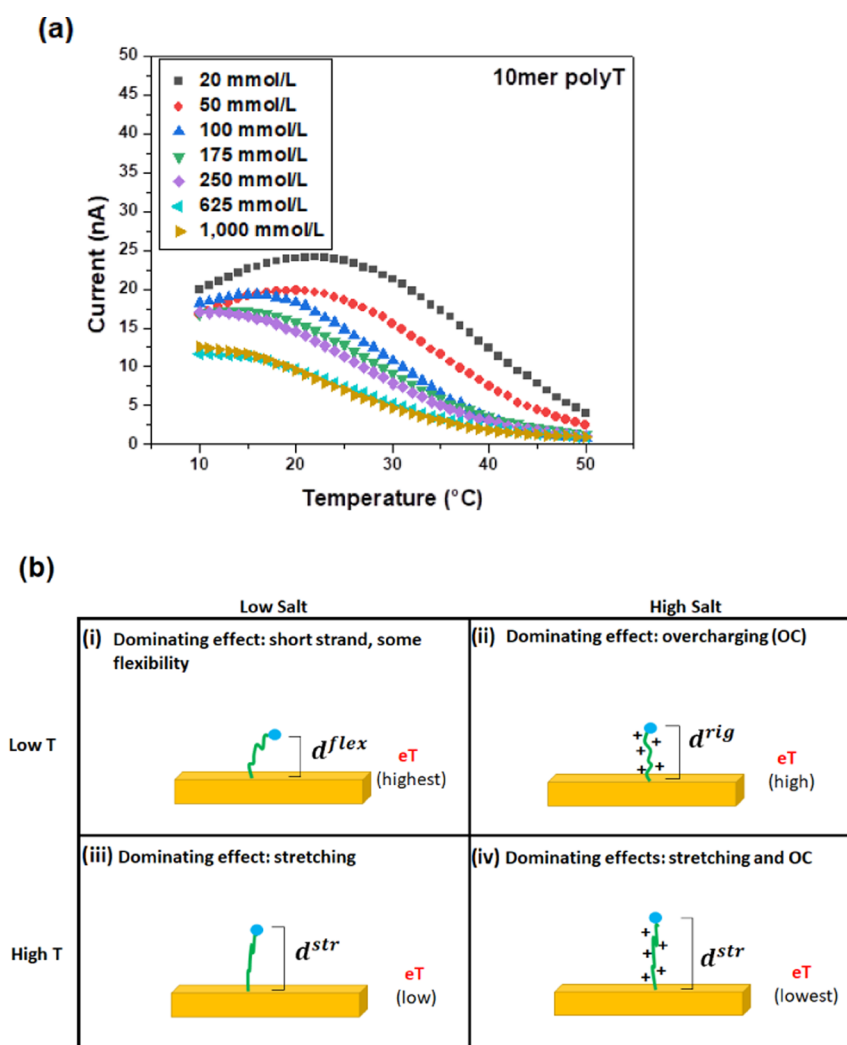 (a)
10mer polyT
20 mmol/L
50 mmol/L
100 mmol/L
175 mmol/L
250 mmol/L
625 mmol/L
1,000 mmol/L
Current (nA)
50
45
40
35
30
25
20
15
10
5
0
10
20
30
40
50
Temperature (°C)
(b)
Low Salt
High Salt
Low T
(i) Dominating effect: short strand, some
flexibility
d^flex
eT
(highest)
(ii) Dominating effect: overcharging (OC)
+ + + + +
d^rig
eT
(high)
High T
(iii) Dominating effect: stretching
d^str
eT
(low)
(iv) Dominating effects: stretching and OC
+ + + + +
d^str
eT
(lowest)